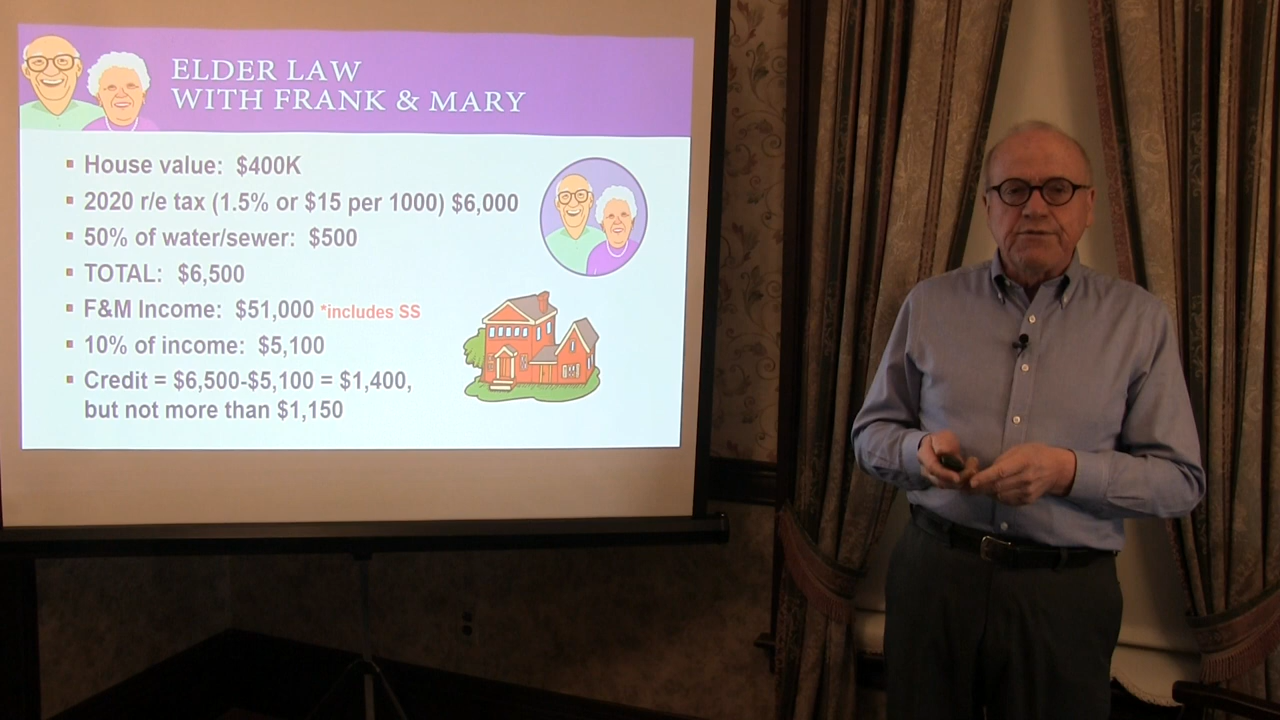 ELDER LAW
WITH FRANK & MARY
House value: $400K
2020 r/e tax (1.5% or $15 per 1000) $6,000
50% of water/sewer: $500
TOTAL: $6,500
F&M Income: $51,000 *includes SS
10% of income: $5,100
Credit = $6,500-$5,100 = $1,400,
but not more than $1,150